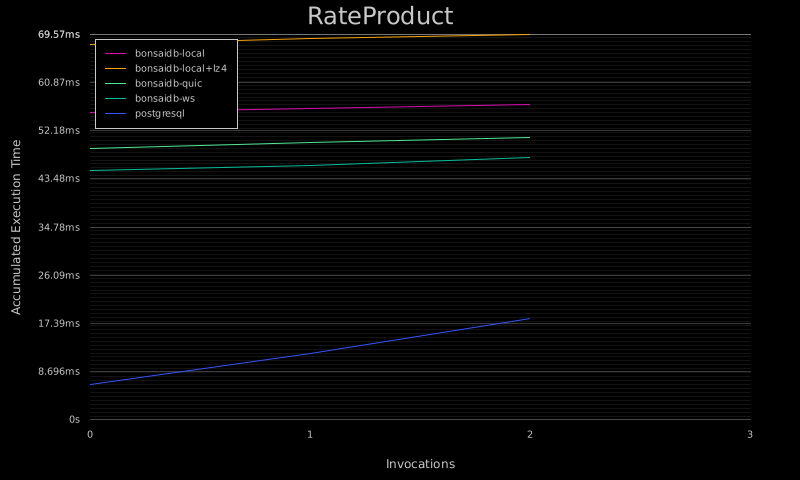 RateProduct
69.57ms
bonsaidb-local
bonsaidb-local+lz4
bonsaidb-quic
bonsaidb-ws
postgresql
60.87ms
52.18ms
43.48ms
34.78ms
26.09ms
17.39ms
8.696ms
0s
Accumulated Execution Time
0 1 2 3
Invocations